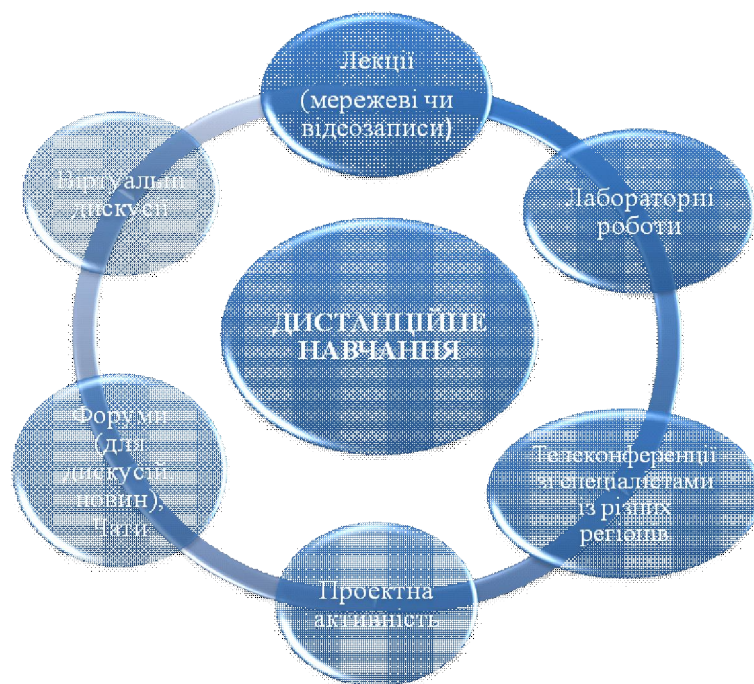 Лекції
(мережеві чи
відеозаписи)
Лабораторні
роботи
Телеконференції
зі спеціалістами
із різних
регіонів
Проектна
активність
Форуми
(для
дискусій,
новин),
Чати
Віртуальні
дискусії
ДИСТАНЦІЙНЕ
НАВЧАННЯ